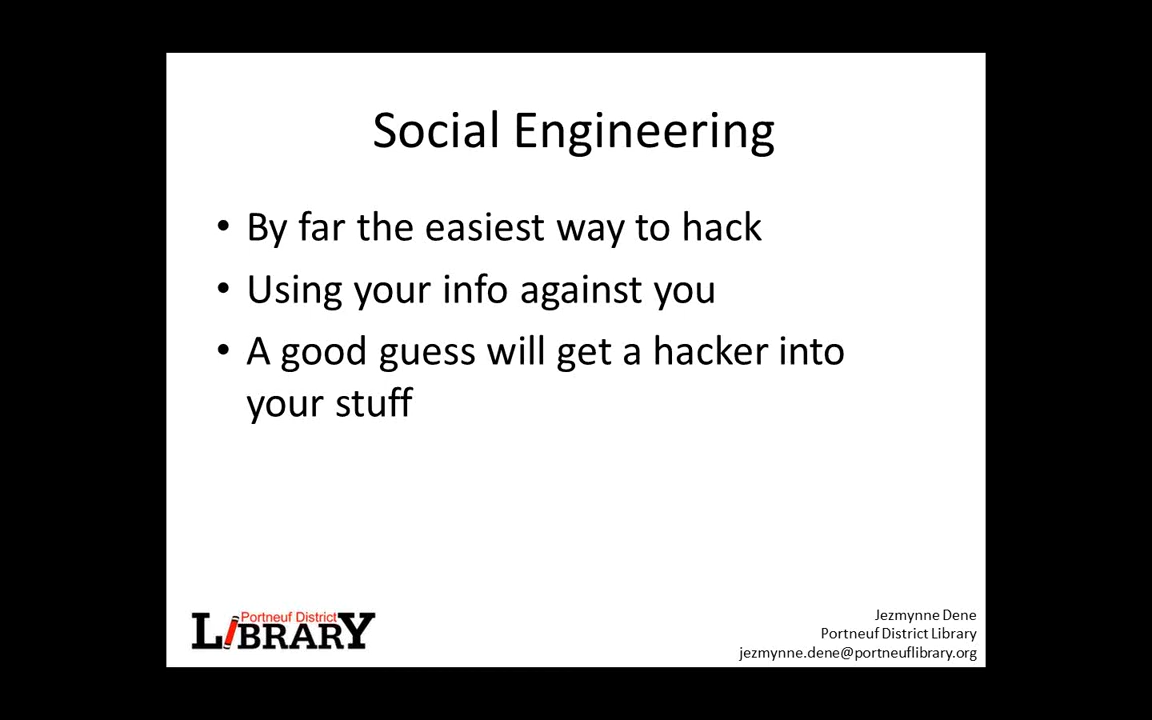 Social Engineering
• By far the easiest way to hack
• Using your info against you
• A good guess will get a hacker into
your stuff
Portneuf District
LIBRARY
Jezmynne Dene
Portneuf District Library
jezmynne.dene@portneuflibrary.org